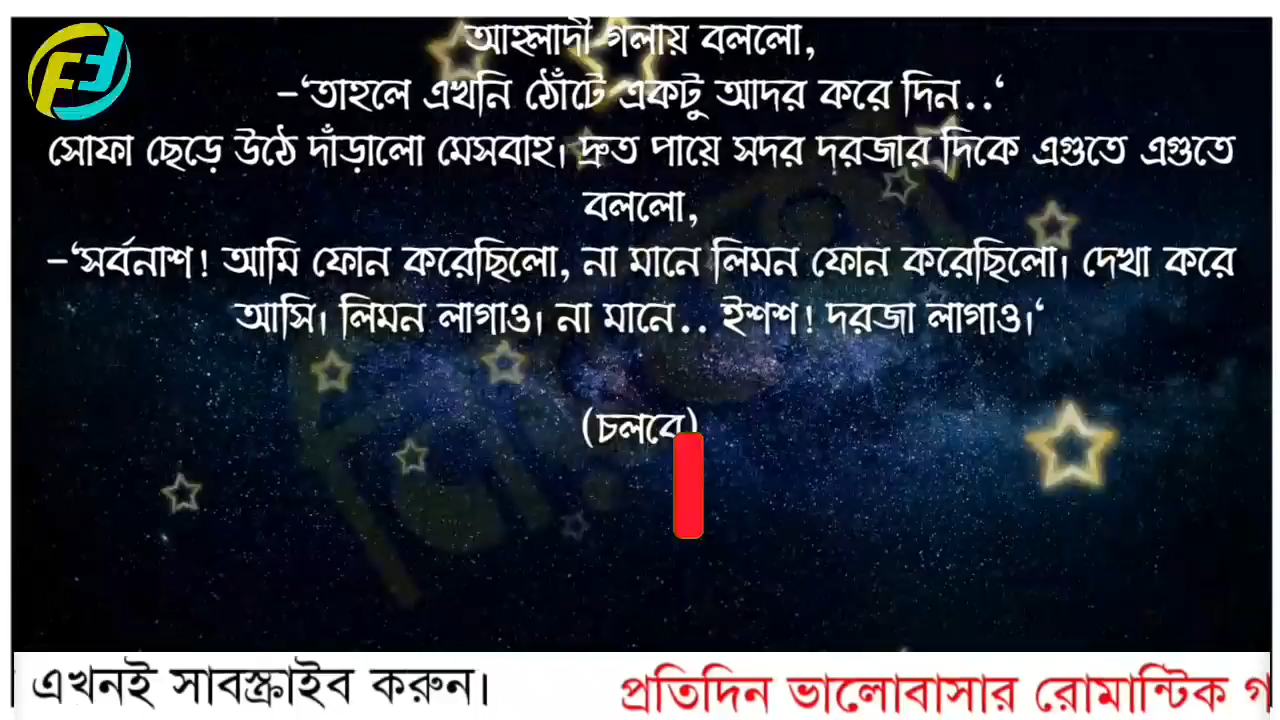 আহ্লাদী গলায় বললো,
-‘তাহলে এখনি ঠোঁটে একটু আদর করে দিন..‘
সোফা ছেড়ে উঠে দাঁড়ালো মেসবাহ। দ্রুত পায়ে সদর দরজার দিকে এগুতে এগুতে
বললো,
-‘সর্বনাশ! আমি ফোন করেছিলো, না মানে লিমন ফোন করেছিলো। দেখা করে
আসি। লিমন লাগাও। না মানে.. ইশশ! দরজা লাগাও।‘
(চলবে)
এখনই সাবস্ক্রাইব করুন।
প্রতিদিন ভালোবাসার রোমান্টিক